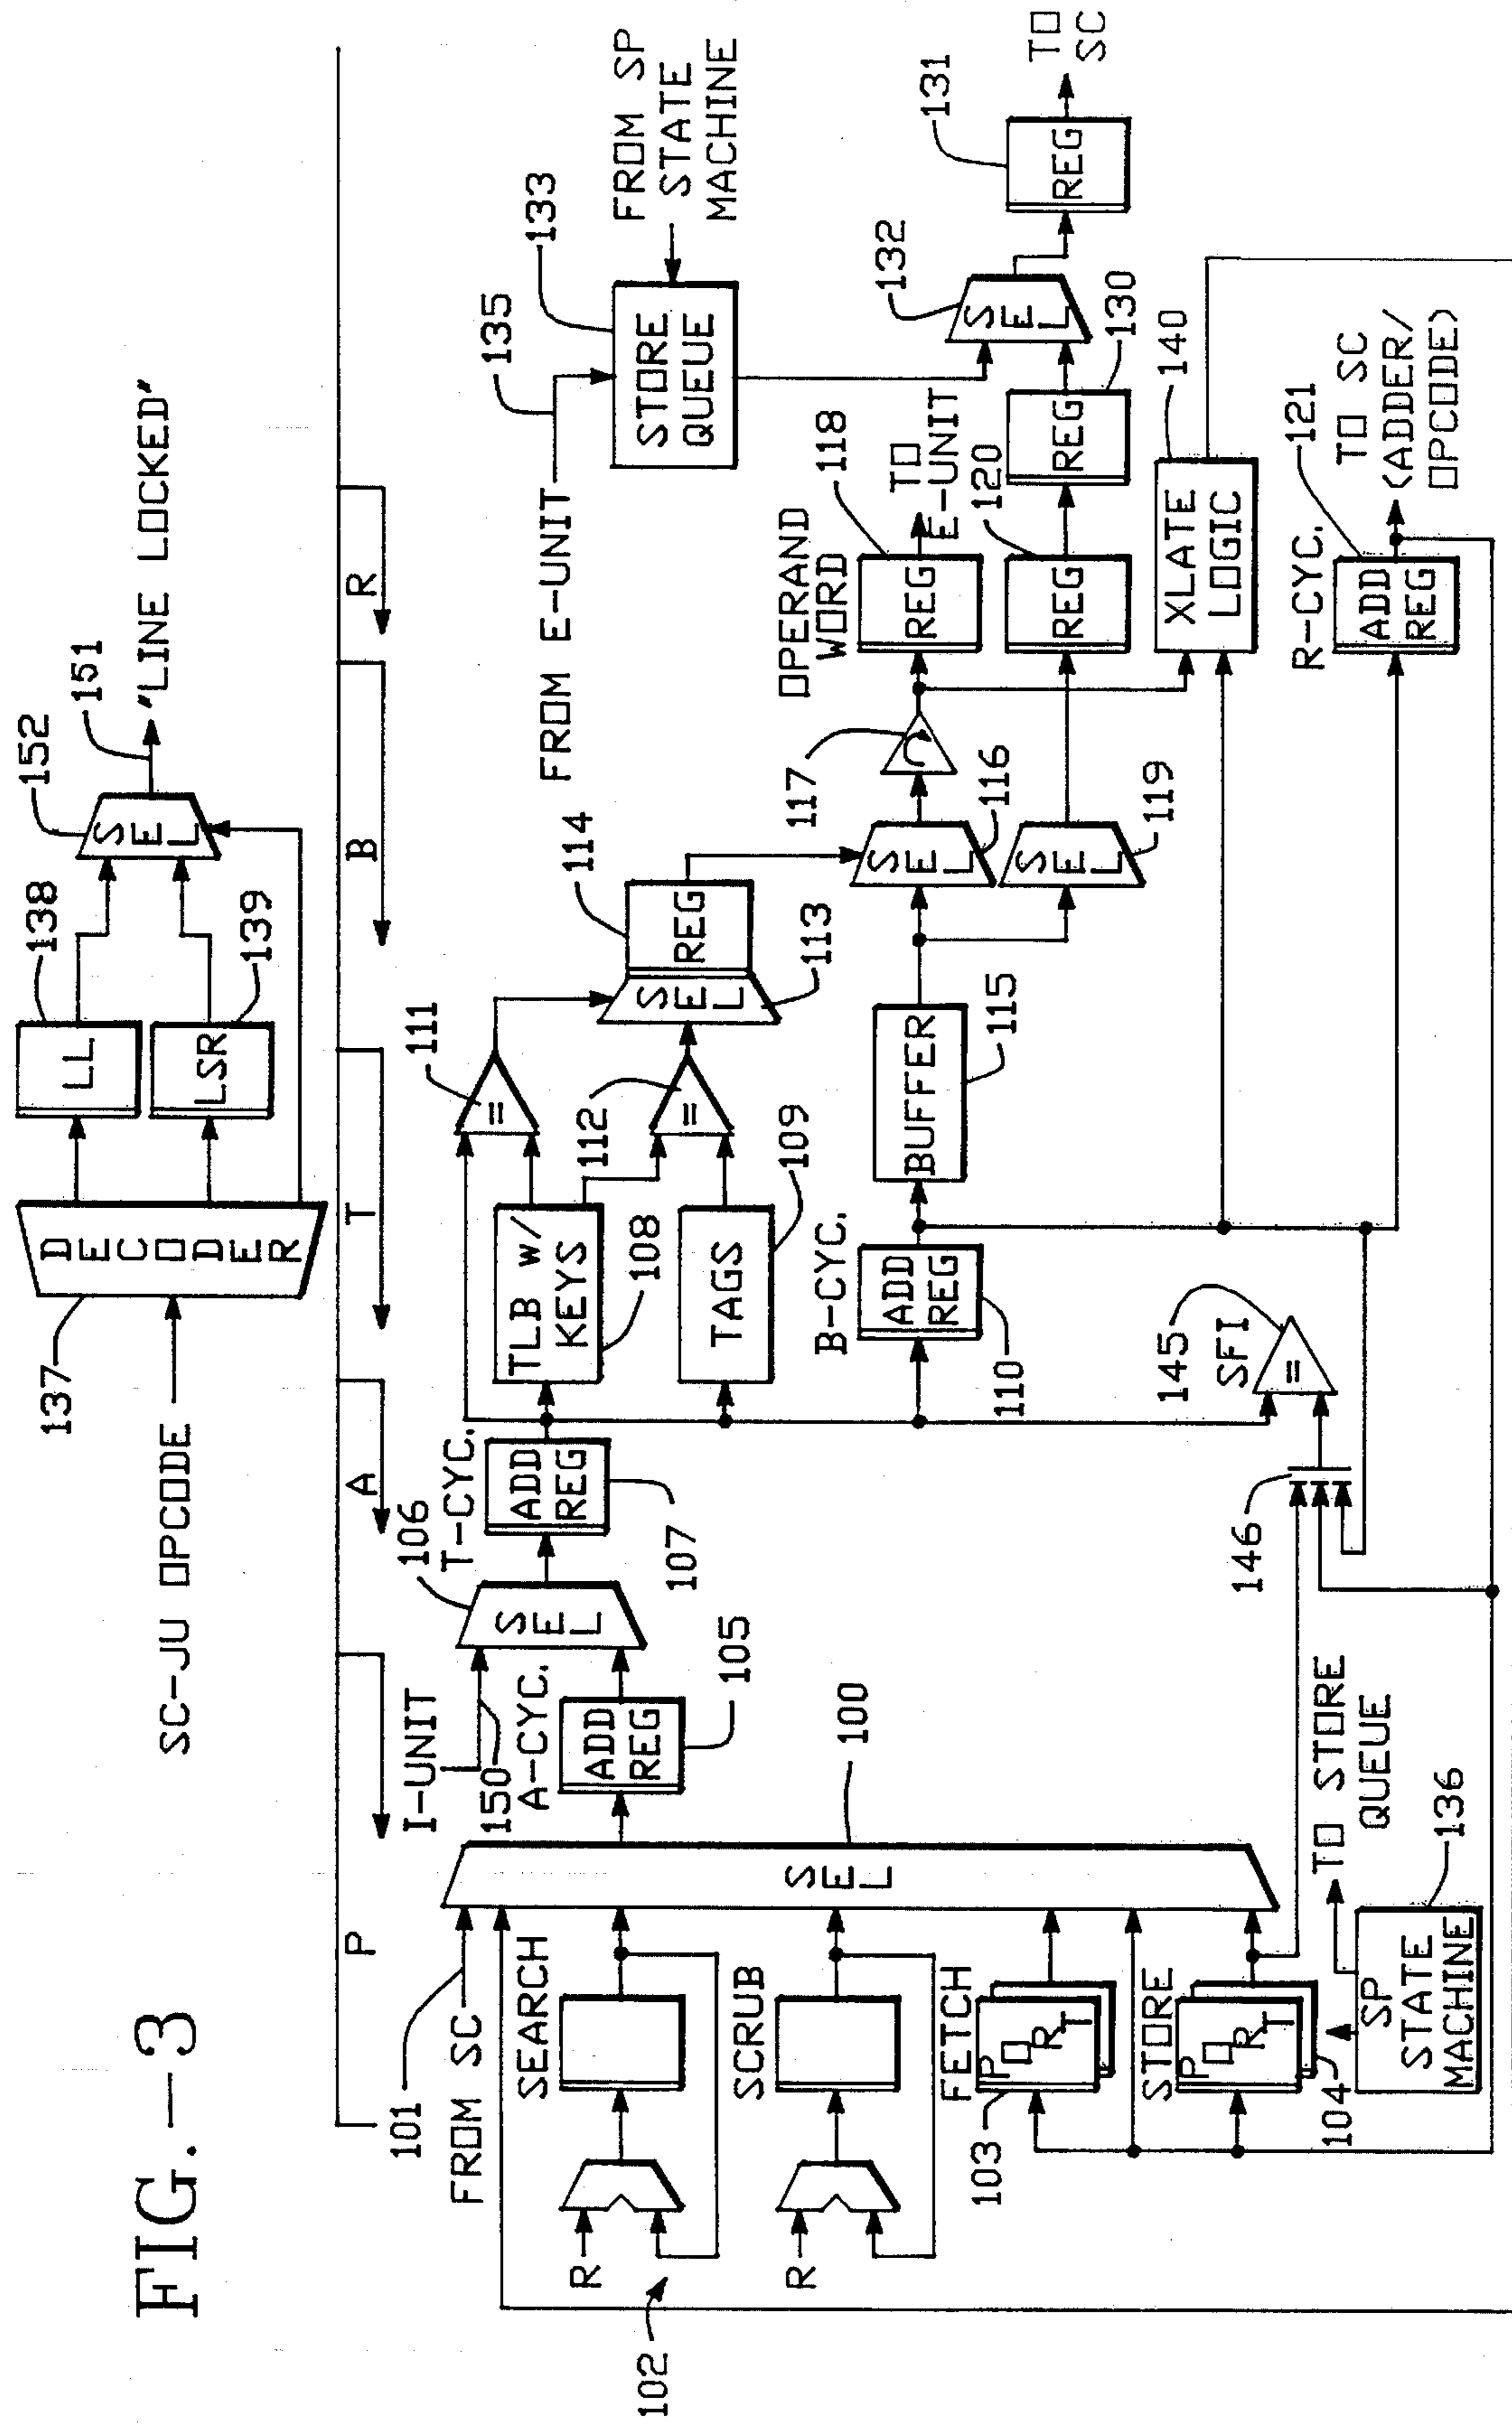 FIG.—3
SC-JU OPCODE
137
DECODER
138
LL
LSR
139
152
SEL
151
"LINE LOCKED"
P
A
T
B
R
101
FROM SC
SEARCH
R
102
SCRUB
R
FETCH
PORT
103
STORE
PORT
104
SP
STATE
MACHINE
136
TO STORE
QUEUE
SEL
100
I-UNIT
150
A-CYC.
ADD
REG
105
106
SEL
T-CYC.
ADD
REG
107
TLB W/
KEYS
108
TAGS
109
B-CYC.
ADD
REG
110
111
=
112
=
145
SFI
=
146
SEL
113
REG
114
BUFFER
115
SEL
116
117
SEL
119
OPERAND
WORD
REG
118
TO
E-UNIT
REG
120
REG
130
XLATE
LOGIC
140
R-CYC.
ADD
REG
121
TO SC
(ADDER/
OPCODE)
FROM E-UNIT
135
STORE
QUEUE
133
FROM SP
STATE
MACHINE
SEL
132
REG
131
TO
SC